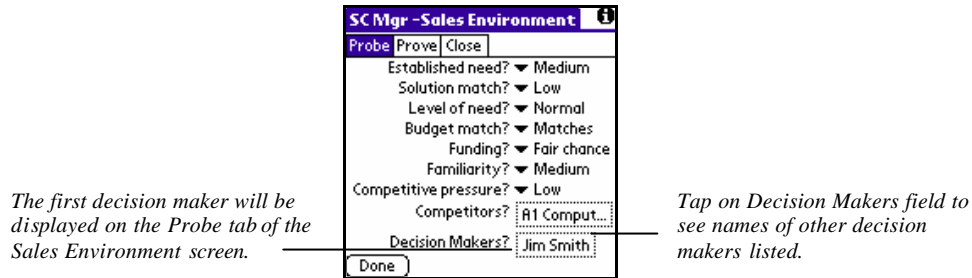 SC Mgr -Sales Environment i
Probe Prove Close
Established need? Medium
Solution match? Low
Level of need? Normal
Budget match? Matches
Funding? Fair chance
Familiarity? Medium
Competitive pressure? Low
Competitors? A1 Comput...
Decision Makers? Jim Smith
Done
The first decision maker will be
displayed on the Probe tab of the
Sales Environment screen.
Tap on Decision Makers field to
see names of other decision
makers listed.